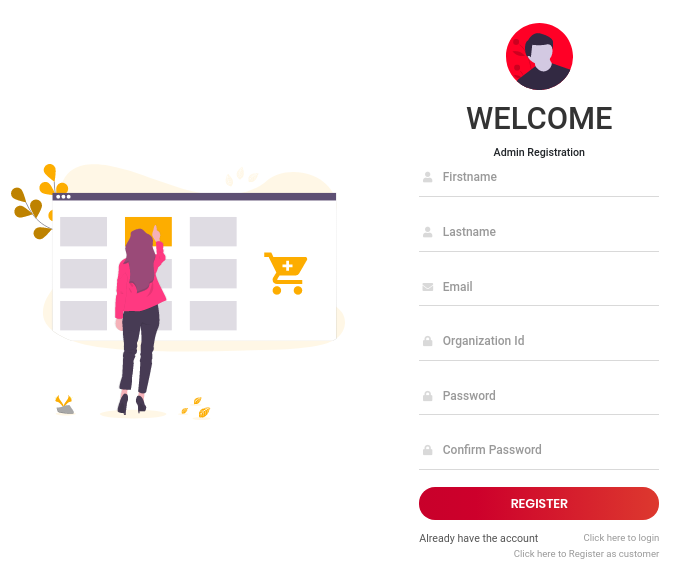 WELCOME
Admin Registration
Firstname
Lastname
Email
Organization Id
Password
Confirm Password
REGISTER
Already have the account Click here to login
Click here to Register as customer